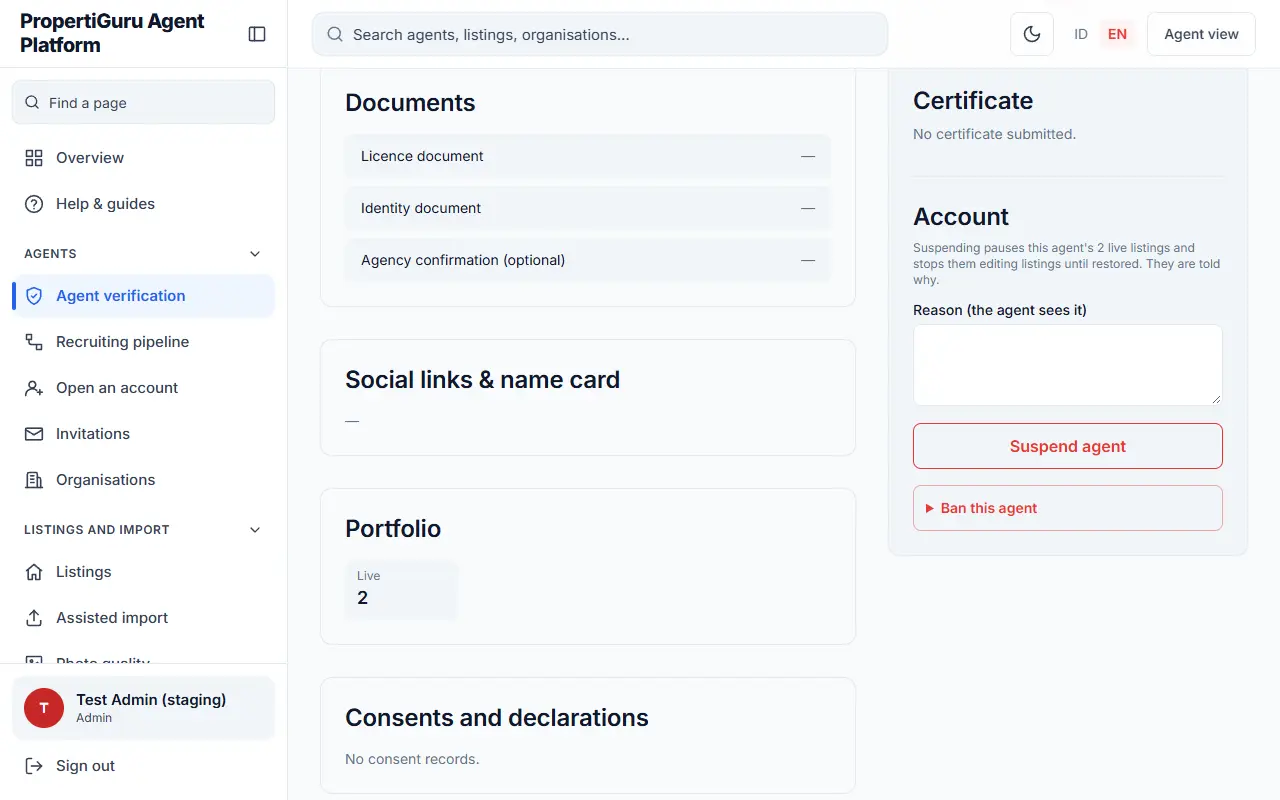 PropertiGuru Agent
Platform
Search agents, listings, organisations...
ID
EN
Agent view
Find a page
Overview
Help & guides
AGENTS
Agent verification
Recruiting pipeline
Open an account
Invitations
Organisations
LISTINGS AND IMPORT
Listings
Assisted import
Photo quality
T
Test Admin (staging)
Admin
Sign out
Documents
Licence document
—
Identity document
—
Agency confirmation (optional)
—
Social links & name card
—
Portfolio
Live
2
Consents and declarations
No consent records.
Certificate
No certificate submitted.
Account
Suspending pauses this agent's 2 live listings and
stops them editing listings until restored. They are told
why.
Reason (the agent sees it)
Suspend agent
Ban this agent